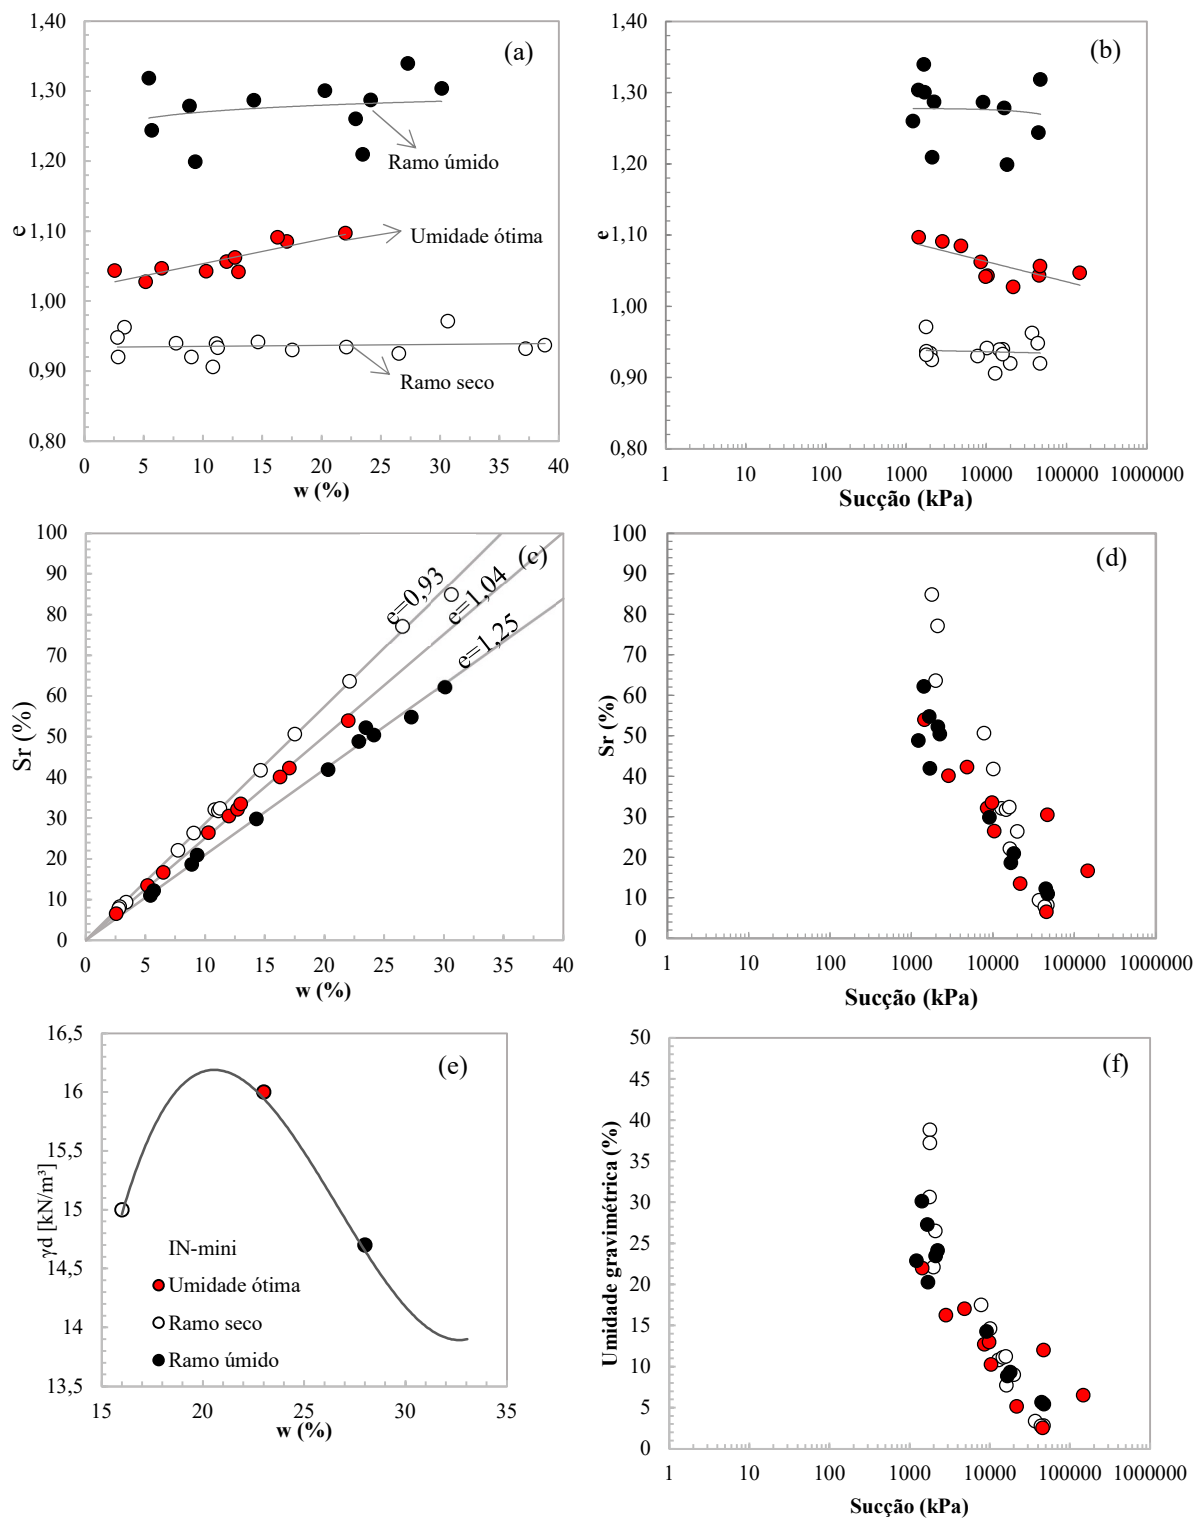 1,40
1,30
1,20
1,10
1,00
0,90
0,80
e
(a)
Ramo úmido
Umidade ótima
Ramo seco
0 5 10 15 20 25 30 35 40
w (%)
1,40
1,30
1,20
1,10
1,00
0,90
0,80
e
(b)
1 10 100 1000 10000 100000 1000000
Sucção (kPa)
100
90
80
70
60
50
40
30
20
10
0
Sr (%)
(c)
e=0,93
e=1,04
e=1,25
0 5 10 15 20 25 30 35 40
w (%)
100
90
80
70
60
50
40
30
20
10
0
Sr (%)
(d)
1 10 100 1000 10000 100000 1000000
Sucção (kPa)
16,5
16
15,5
15
14,5
14
13,5
γd [kN/m³]
(e)
IN-mini
Umidade ótima
Ramo seco
Ramo úmido
15 20 25 30 35
w (%)
50
45
40
35
30
25
20
15
10
5
0
Umidade gravimétrica (%)
(f)
1 10 100 1000 10000 100000 1000000
Sucção (kPa)